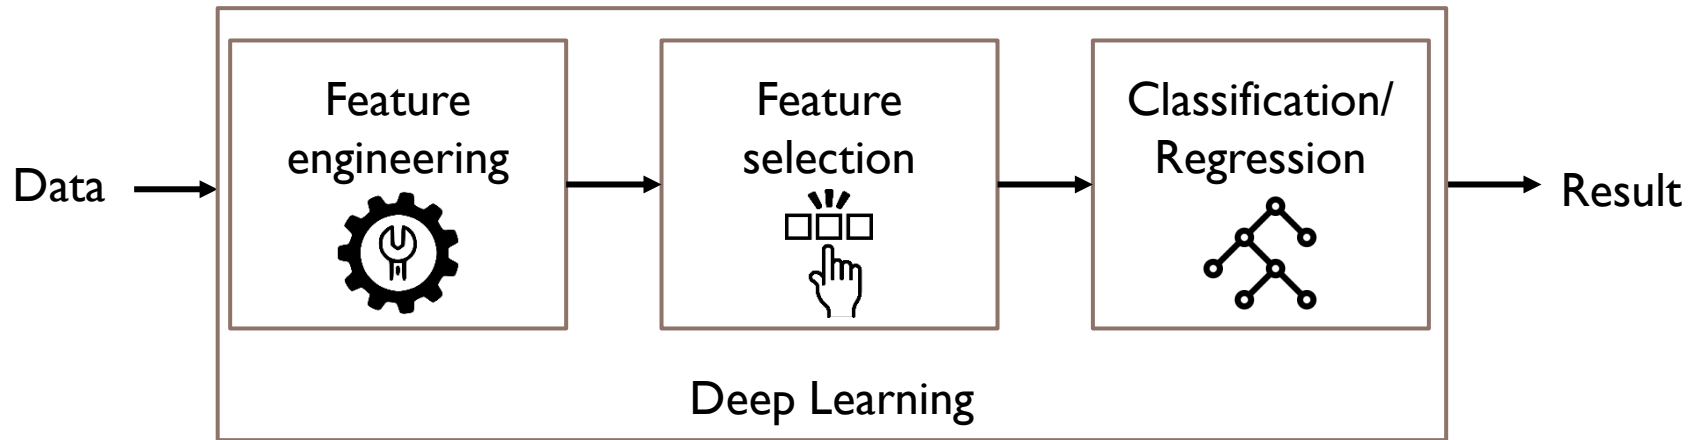 Data
Feature
engineering
Feature
selection
Classification/
Regression
Result
Deep Learning